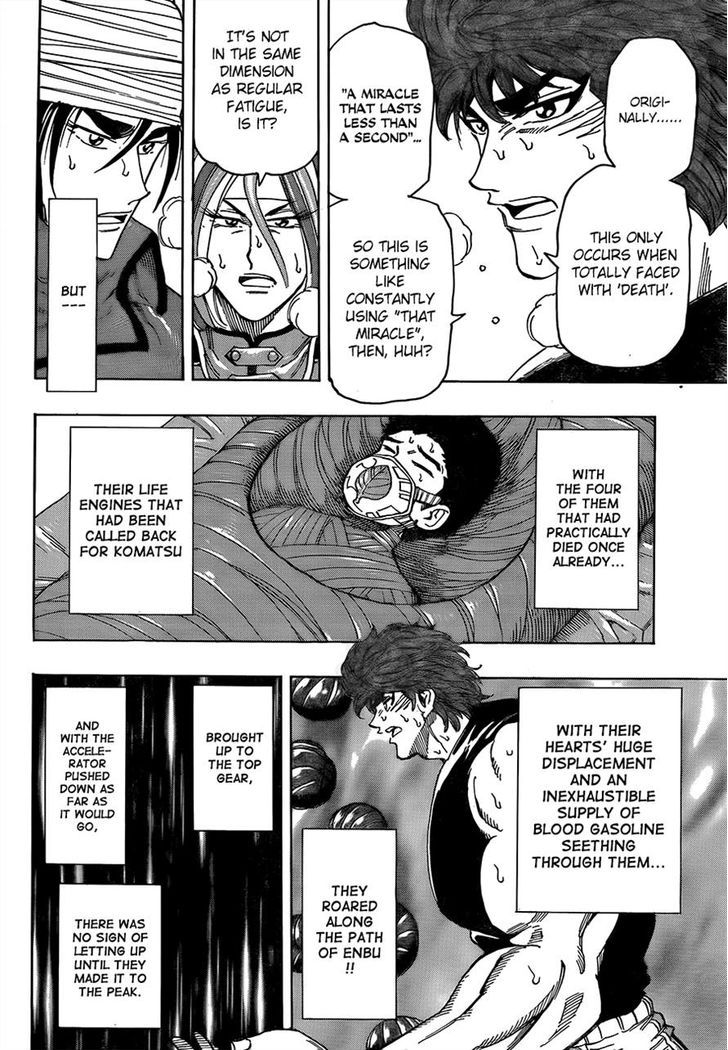 ORIGI-
NALLY......
THIS ONLY
OCCURS WHEN
TOTALLY FACED
WITH 'DEATH'.
"A MIRACLE
THAT LASTS
LESS THAN
A SECOND"...
SO THIS IS
SOMETHING
LIKE
CONSTANTLY
USING "THAT
MIRACLE",
THEN, HUH?
IT'S NOT
IN THE SAME
DIMENSION
AS REGULAR
FATIGUE,
IS IT?
BUT
---
WITH
THE FOUR
OF THEM
THAT HAD
PRACTICALLY
DIED ONCE
ALREADY...
THEIR LIFE
ENGINES THAT
HAD BEEN
CALLED BACK
FOR KOMATSU
WITH THEIR
HEARTS' HUGE
DISPLACEMENT
AND AN
INEXHAUSTIBLE
SUPPLY OF
BLOOD GASOLINE
SEETHING
THROUGH THEM...
THEY
ROARED
ALONG
THE PATH
OF ENBU
!!
BROUGHT
UP TO
THE TOP
GEAR,
AND
WITH THE
ACCELE-
RATOR
PUSHED
DOWN AS
FAR AS
IT WOULD
GO,
THERE WAS
NO SIGN OF
LETTING UP
UNTIL THEY
MADE IT TO
THE PEAK.